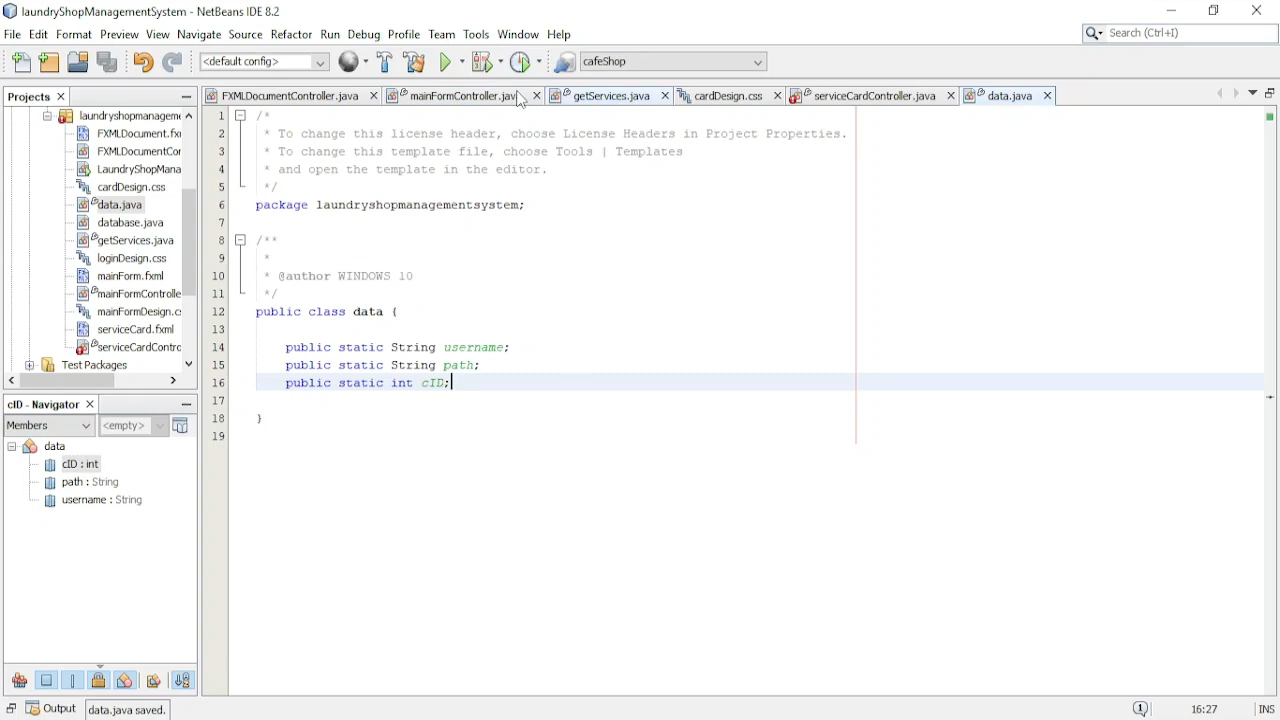 laundryShopManagementSystem - NetBeans IDE 8.2
File Edit Format Preview View Navigate Source Refactor Run Debug Profile Team Tools Window Help
Search (Ctrl+I)
<default config>
cafeShop
Projects
FXMLDocumentController.java
mainFormController.java
getServices.java
cardDesign.css
serviceCardController.java
data.java
laundryshopmanageme
FXMLDocument.fx
FXMLDocumentCor
LaundryShopMana
cardDesign.css
data.java
database.java
getServices.java
loginDesign.css
mainForm.fxml
mainFormControlle
mainFormDesign.c
serviceCard.fxml
serviceCardContro
Test Packages
1 /*
2 * To change this license header, choose License Headers in Project Properties.
3 * To change this template file, choose Tools | Templates
4 * and open the template in the editor.
5 */
6 package laundryshopmanagementsystem;
7
8 /**
9 *
10 * @author WINDOWS 10
11 */
12 public class data {
13
14 public static String username;
15 public static String path;
16 public static int cID;
17
18 }
19
cID - Navigator
Members
<empty>
data
cID : int
path : String
username : String
Output
data.java saved.
1
16:27
INS